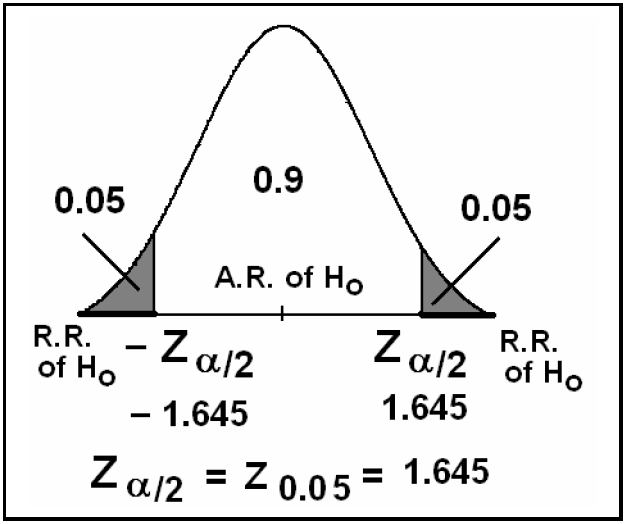 0.9
0.05
0.05
A.R. of Ho
R.R. of Ho
− Zα/2
Zα/2
R.R. of Ho
− 1.645
1.645
Zα/2 = Z0.05 = 1.645